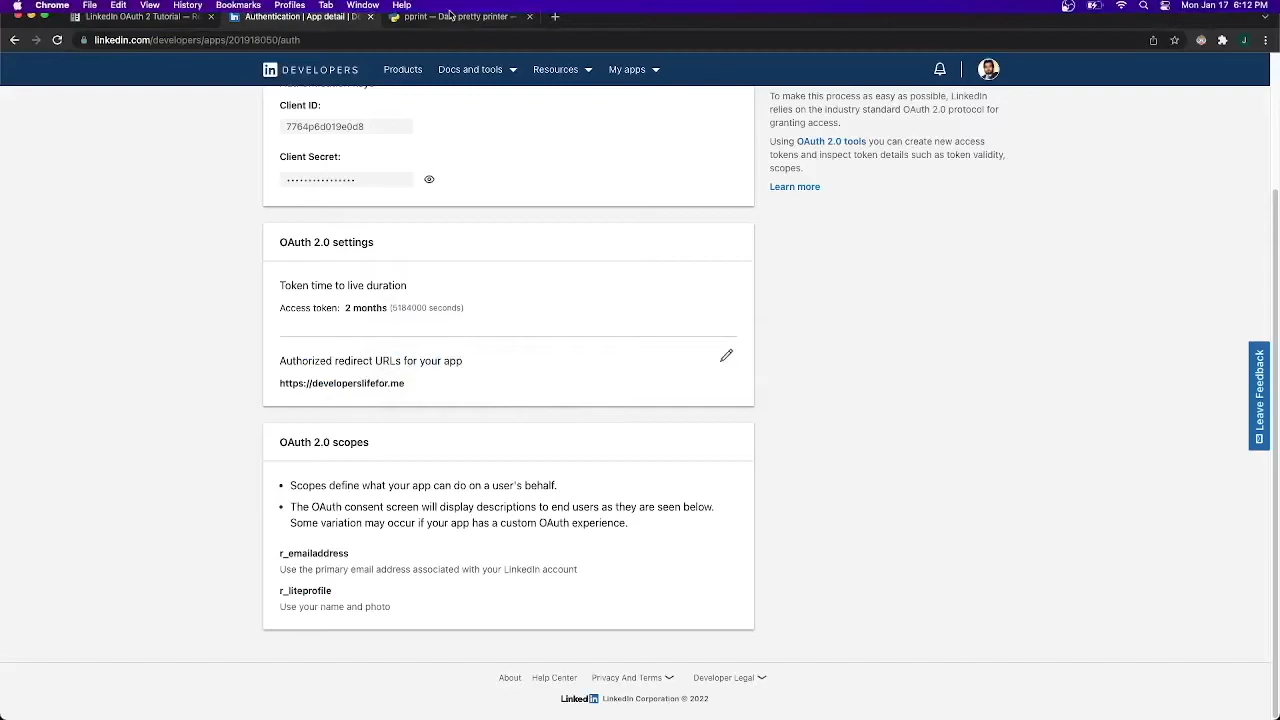 Chrome File Edit View History Bookmarks Profiles Tab Window Help Mon Jan 17 6:12 PM
LinkedIn OAuth 2.0 Tutorial — R Authentication | App detail | D pprint — Data pretty printer —
linkedin.com/developers/apps/201918050/auth
in DEVELOPERS Products Docs and tools Resources My apps
Client ID:
7764p6d019e0d8
Client Secret:
OAuth 2.0 settings
Token time to live duration
Access token: 2 months (5184000 seconds)
Authorized redirect URLs for your app
https://developerslifefor.me
OAuth 2.0 scopes
• Scopes define what your app can do on a user's behalf.
• The OAuth consent screen will display descriptions to end users as they are seen below.
Some variation may occur if your app has a custom OAuth experience.
r_emailaddress
Use the primary email address associated with your LinkedIn account
r_liteprofile
Use your name and photo
To make this process as easy as possible, LinkedIn
relies on the industry standard OAuth 2.0 protocol for
granting access.
Using OAuth 2.0 tools you can create new access
tokens and inspect token details such as token validity,
scopes.
Learn more
Leave Feedback
About Help Center Privacy And Terms Developer Legal
Linked in LinkedIn Corporation © 2022